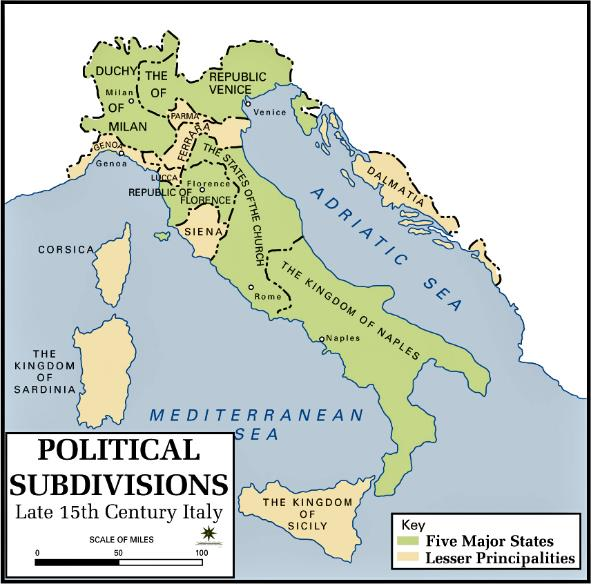 DUCHY
OF
MILAN
Milan
THE
OF
REPUBLIC
VENICE
Venice
PARMA
FERRARA
GENOA
Genoa
LUCCA
REPUBLIC OF
FLORENCE
Florence
THE STATES OF THE CHURCH
SIENA
DALMATIA
ADRIATIC SEA
CORSICA
Rome
THE KINGDOM OF NAPLES
Naples
THE
KINGDOM
OF
SARDINIA
MEDITERRANEAN
SEA
THE KINGDOM
OF
SICILY
POLITICAL
SUBDIVISIONS
Late 15th Century Italy
SCALE OF MILES
0 50 100
Key
Five Major States
Lesser Principalities